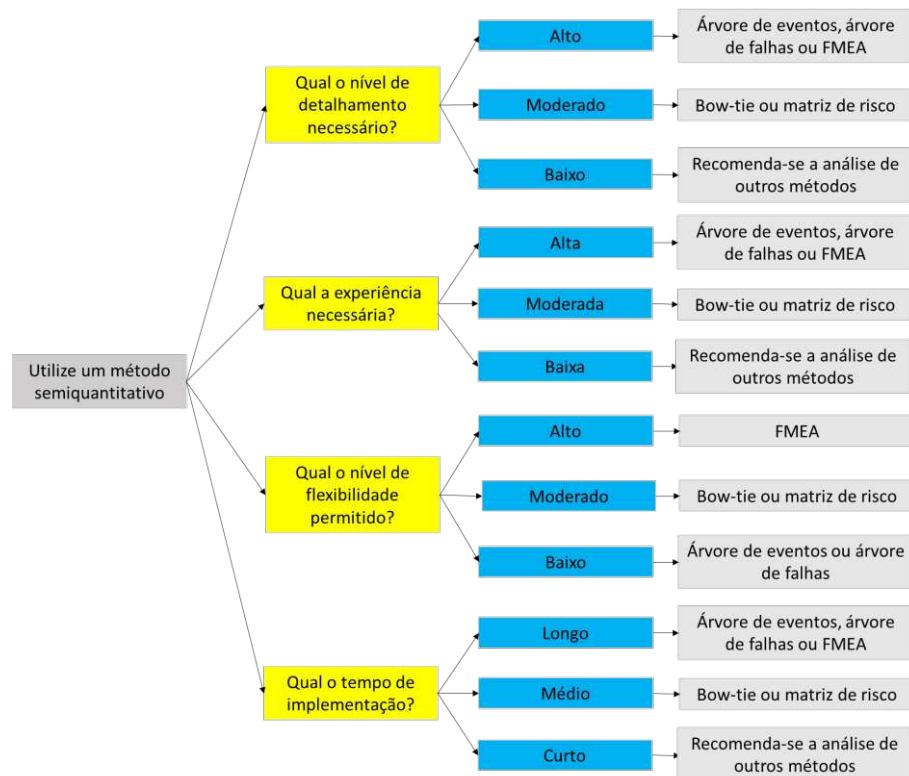 Utilize um método
semiquantitativo
Qual o nível de
detalhamento
necessário?
Alto
Árvore de eventos, árvore
de falhas ou FMEA
Moderado
Bow-tie ou matriz de risco
Baixo
Recomenda-se a análise de
outros métodos
Qual a experiência
necessária?
Alta
Árvore de eventos, árvore
de falhas ou FMEA
Moderada
Bow-tie ou matriz de risco
Baixa
Recomenda-se a análise de
outros métodos
Qual o nível de
flexibilidade
permitido?
Alto
FMEA
Moderado
Bow-tie ou matriz de risco
Baixo
Árvore de eventos ou árvore
de falhas
Qual o tempo de
implementação?
Longo
Árvore de eventos, árvore
de falhas ou FMEA
Médio
Bow-tie ou matriz de risco
Curto
Recomenda-se a análise de
outros métodos